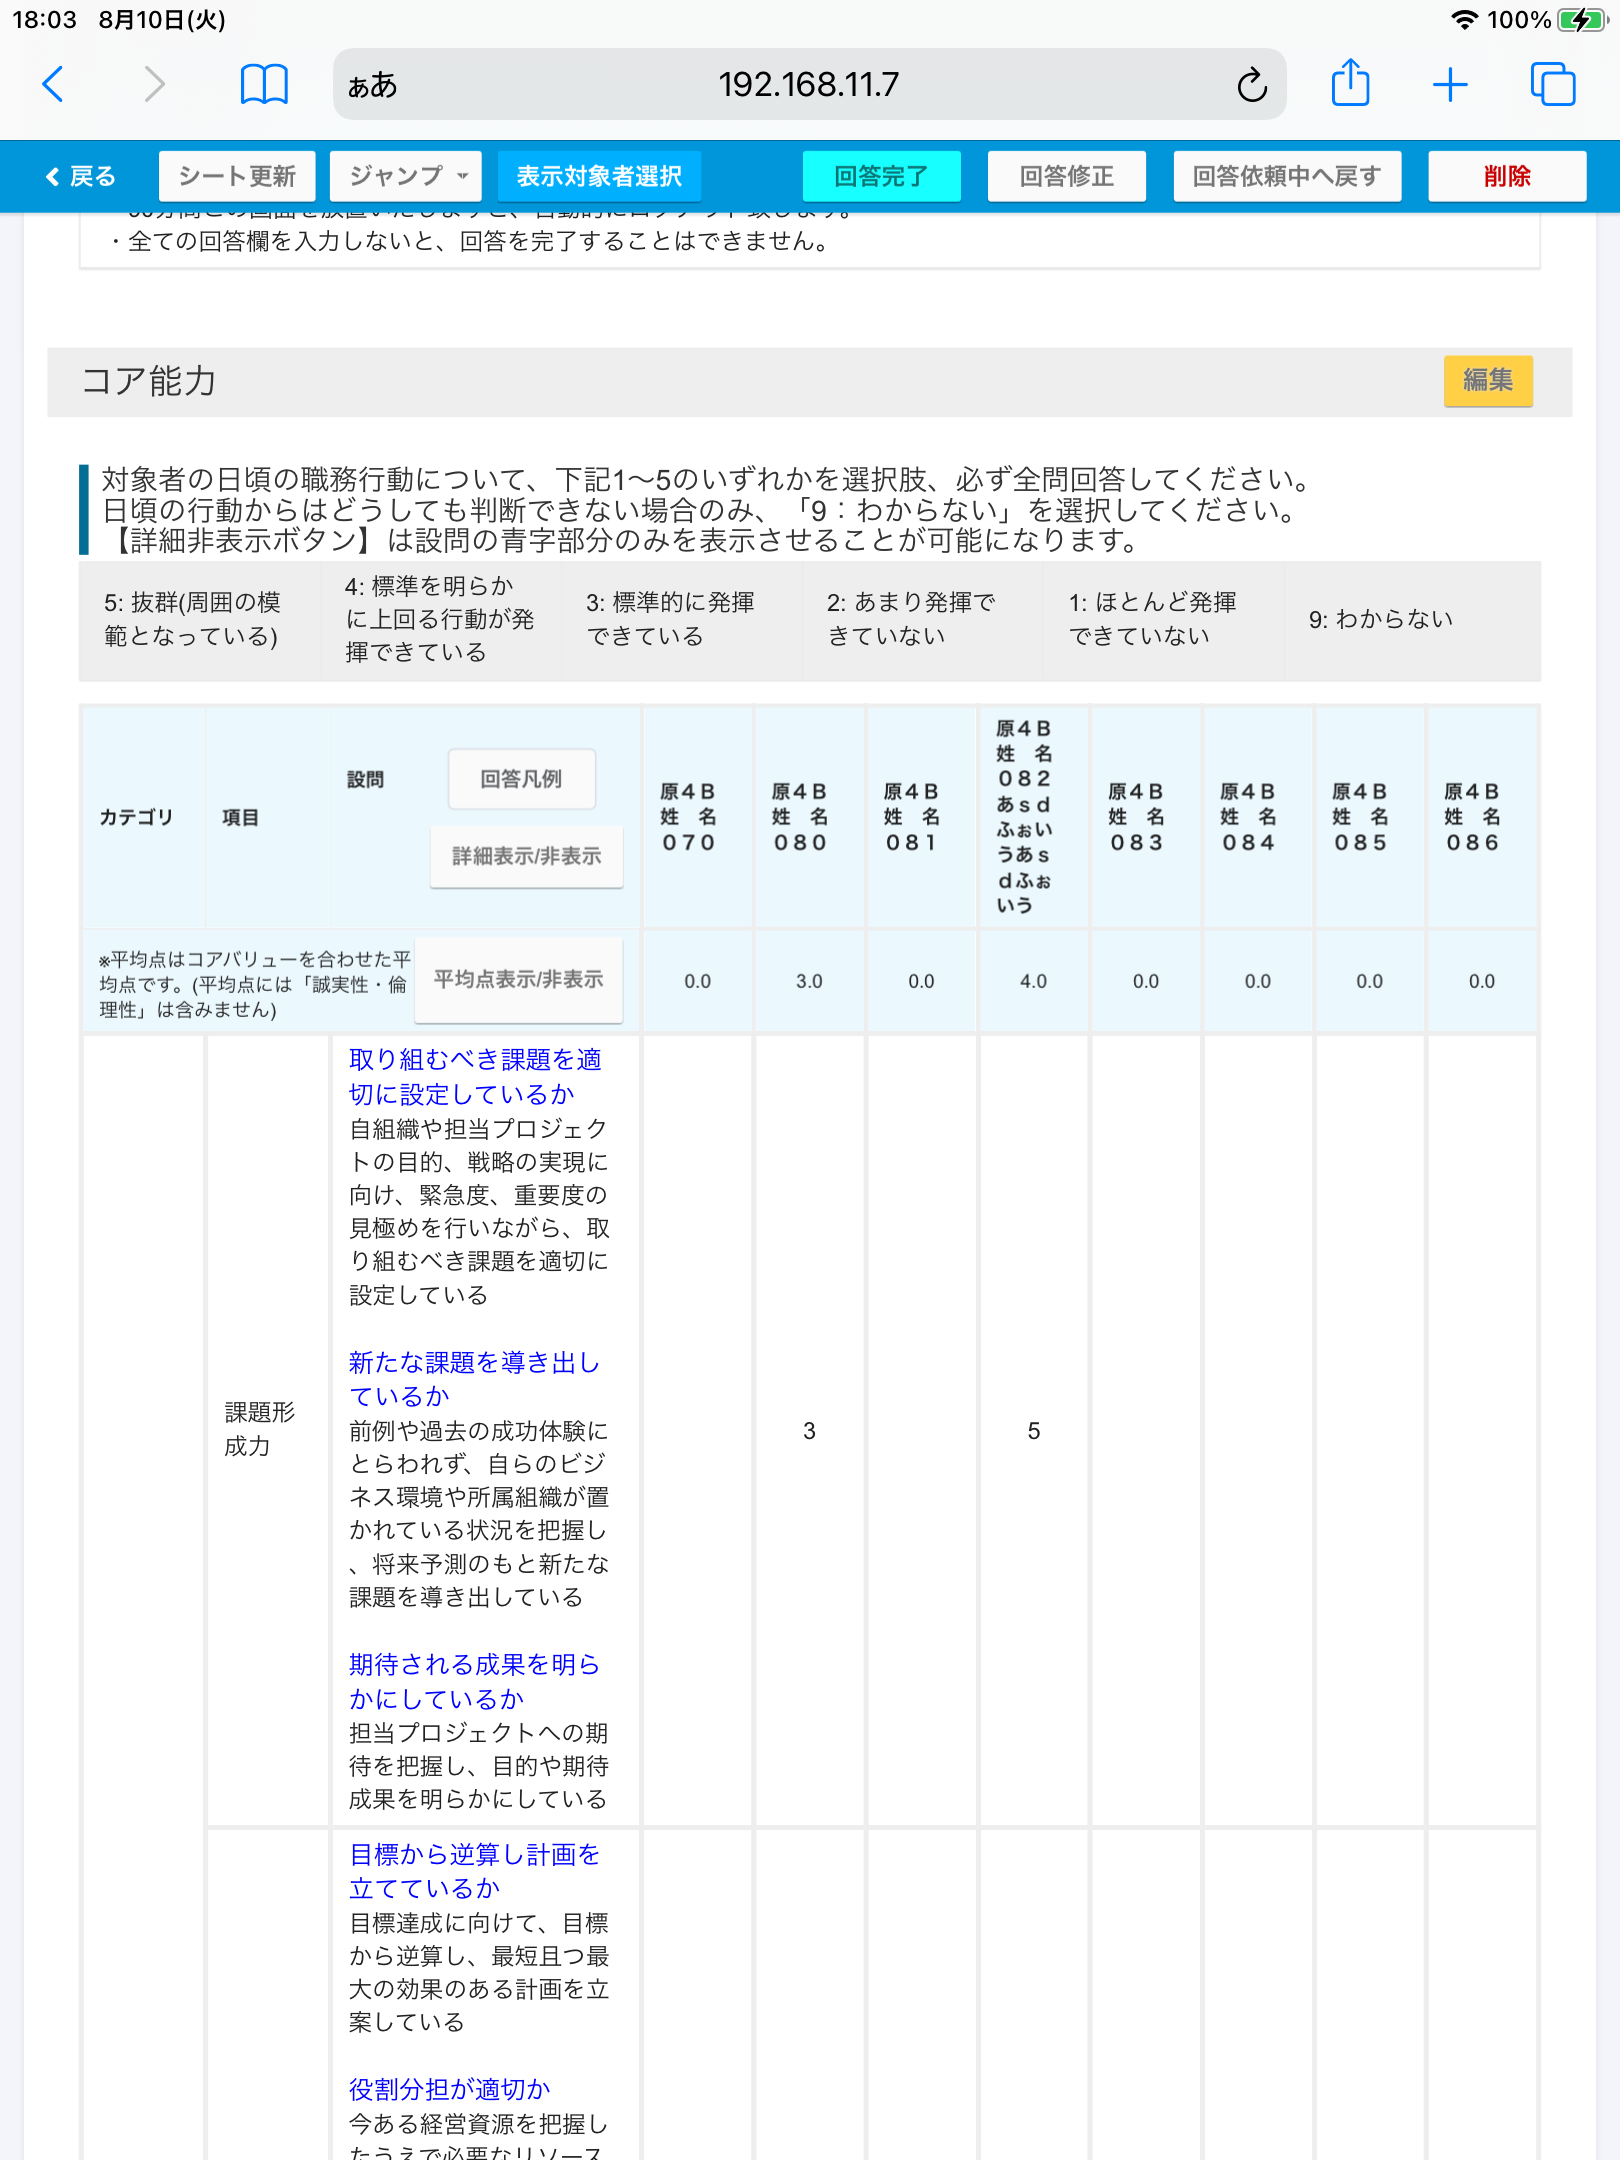 18:03 8月10日(火)
100%
ぁあ
192.168.11.7
戻る
シート更新
ジャンプ
表示対象者選択
回答完了
回答修正
回答依頼中へ戻す
削除
・全ての回答欄を入力しないと、回答を完了することはできません。
コア能力
編集
対象者の日頃の職務行動について、下記1〜5のいずれかを選択肢、必ず全問回答してください。
日頃の行動からはどうしても判断できない場合のみ、「9：わからない」を選択してください。
【詳細非表示ボタン】は設問の青字部分のみを表示させることが可能になります。
5: 抜群(周囲の模
範となっている)
4: 標準を明らか
に上回る行動が発
揮できている
3: 標準的に発揮
できている
2: あまり発揮で
きていない
1: ほとんど発揮
できていない
9: わからない
カテゴリ
項目
設問
回答凡例
詳細表示/非表示
原４Ｂ
姓　名
０７０
原４Ｂ
姓　名
０８０
原４Ｂ
姓　名
０８１
原４Ｂ
姓　名
０８２
あｓｄ
ふぉい
うあｓ
ｄふぉ
いう
原４Ｂ
姓　名
０８３
原４Ｂ
姓　名
０８４
原４Ｂ
姓　名
０８５
原４Ｂ
姓　名
０８６
※平均点はコアバリューを合わせた平
均点です。(平均点には「誠実性・倫
理性」は含みません)
平均点表示/非表示
0.0
3.0
0.0
4.0
0.0
0.0
0.0
0.0
課題形
成力
取り組むべき課題を適
切に設定しているか
自組織や担当プロジェク
トの目的、戦略の実現に
向け、緊急度、重要度の
見極めを行いながら、取
り組むべき課題を適切に
設定している
新たな課題を導き出し
ているか
前例や過去の成功体験に
とらわれず、自らのビジ
ネス環境や所属組織が置
かれている状況を把握し
、将来予測のもと新たな
課題を導き出している
期待される成果を明ら
かにしているか
担当プロジェクトへの期
待を把握し、目的や期待
成果を明らかにしている
3
5
目標から逆算し計画を
立てているか
目標達成に向けて、目標
から逆算し、最短且つ最
大の効果のある計画を立
案している
役割分担が適切か
今ある経営資源を把握し
たうえで必要なリソース